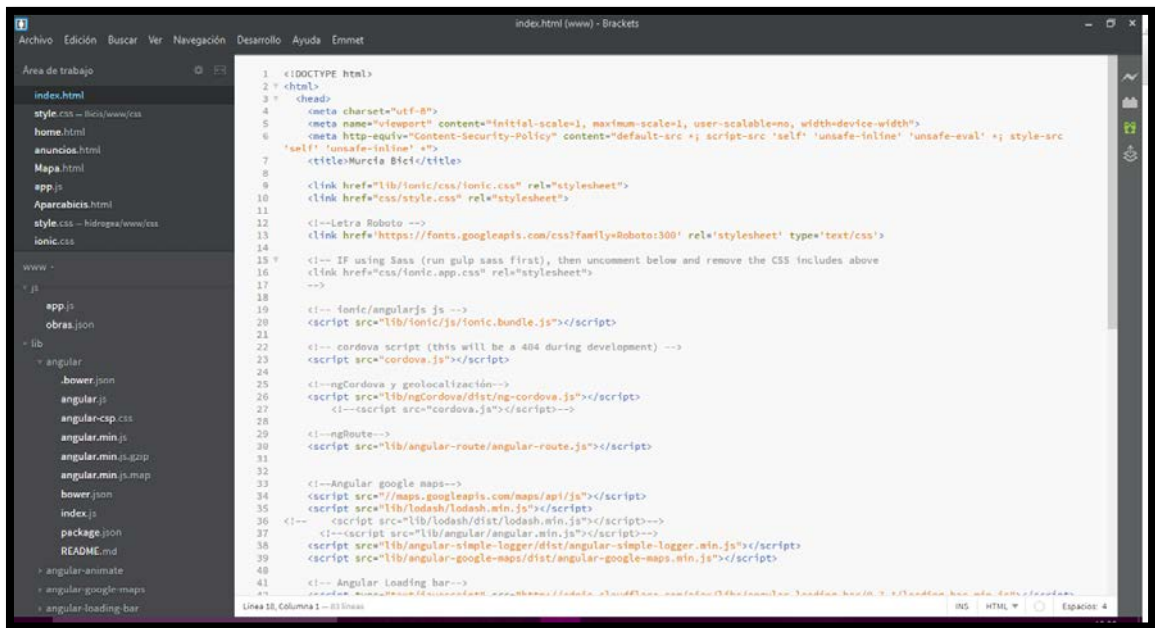 index.html (www) - Brackets
Archivo Edición Buscar Ver Navegación Desarrollo Ayuda Emmet
Área de trabajo
index.html
style.css — Bicis/www/css
home.html
anuncios.html
Mapa.html
app.js
Aparcabicis.html
style.css — hidrogea/www/css
ionic.css
www
js
app.js
obras.json
lib
angular
.bower.json
angular.js
angular-csp.css
angular.min.js
angular.min.js.gzip
angular.min.js.map
bower.json
index.js
package.json
README.md
angular-animate
angular-google-maps
angular-loading-bar
1 <!DOCTYPE html>
2 <html>
3 <head>
4 <meta charset="utf-8">
5 <meta name="viewport" content="initial-scale=1, maximum-scale=1, user-scalable=no, width=device-width">
6 <meta http-equiv="Content-Security-Policy" content="default-src *; script-src 'self' 'unsafe-inline' 'unsafe-eval' *; style-src
'self' 'unsafe-inline' *">
7 <title>Murcia Bici</title>
8
9 <link href="lib/ionic/css/ionic.css" rel="stylesheet">
10 <link href="css/style.css" rel="stylesheet">
11
12 <!--Letra Roboto -->
13 <link href='https://fonts.googleapis.com/css?family=Roboto:300' rel='stylesheet' type='text/css'>
14
15 <!-- IF using Sass (run gulp sass first), then uncomment below and remove the CSS includes above
16 <link href="css/ionic.app.css" rel="stylesheet">
17 -->
18
19 <!-- ionic/angularjs js -->
20 <script src="lib/ionic/js/ionic.bundle.js"></script>
21
22 <!-- cordova script (this will be a 404 during development) -->
23 <script src="cordova.js"></script>
24
25 <!--ngCordova y geolocalización-->
26 <script src="lib/ngCordova/dist/ng-cordova.js"></script>
27 <!--<script src="cordova.js"></script>-->
28
29 <!--ngRoute-->
30 <script src="lib/angular-route/angular-route.js"></script>
31
32
33 <!--Angular google maps-->
34 <script src="//maps.googleapis.com/maps/api/js"></script>
35 <script src="lib/lodash/lodash.min.js"></script>
36 <!-- <script src="lib/lodash/dist/lodash.min.js"></script>-->
37 <!--<script src="lib/angular/angular.min.js"></script>-->
38 <script src="lib/angular-simple-logger/dist/angular-simple-logger.min.js"></script>
39 <script src="lib/angular-google-maps/dist/angular-google-maps.min.js"></script>
40
41 <!-- Angular Loading bar-->
Línea 18, Columna 1 — 83 líneas
INS HTML Espacios: 4